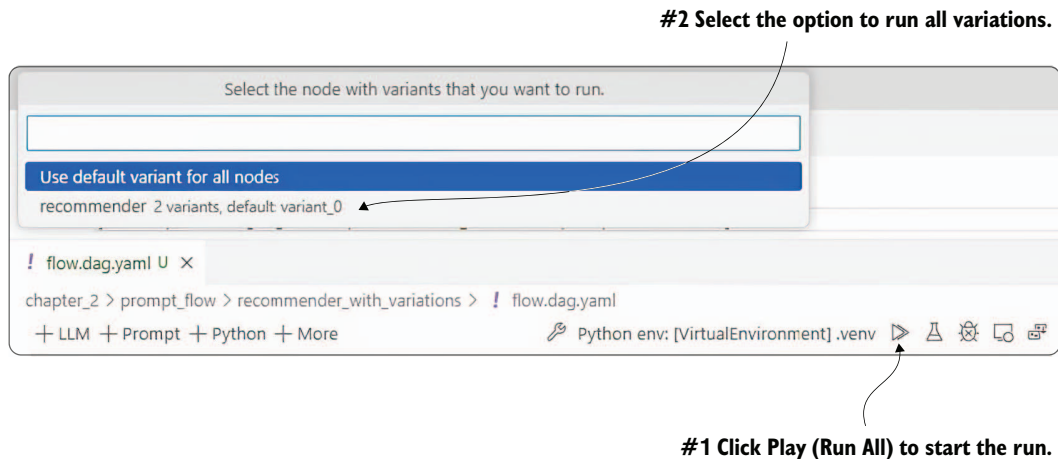 #2 Select the option to run all variations.
Select the node with variants that you want to run.
Use default variant for all nodes
recommender 2 variants, default: variant_0
! flow.dag.yaml U ×
chapter_2 > prompt_flow > recommender_with_variations > ! flow.dag.yaml
+ LLM + Prompt + Python + More Python env: [VirtualEnvironment] .venv
#1 Click Play (Run All) to start the run.